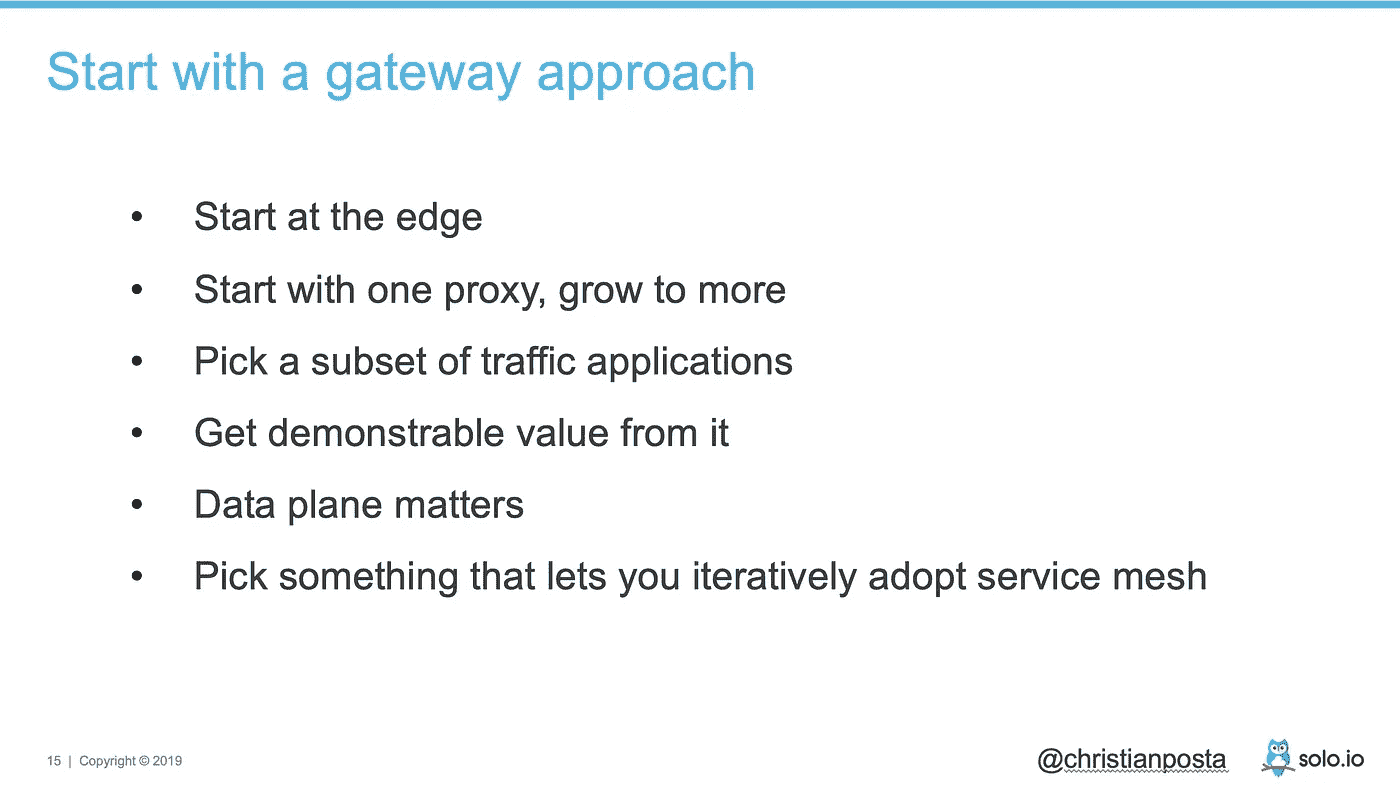 Start with a gateway approach
• Start at the edge
• Start with one proxy, grow to more
• Pick a subset of traffic applications
• Get demonstrable value from it
• Data plane matters
• Pick something that lets you iteratively adopt service mesh
15 | Copyright © 2019
@christianposta
solo.io